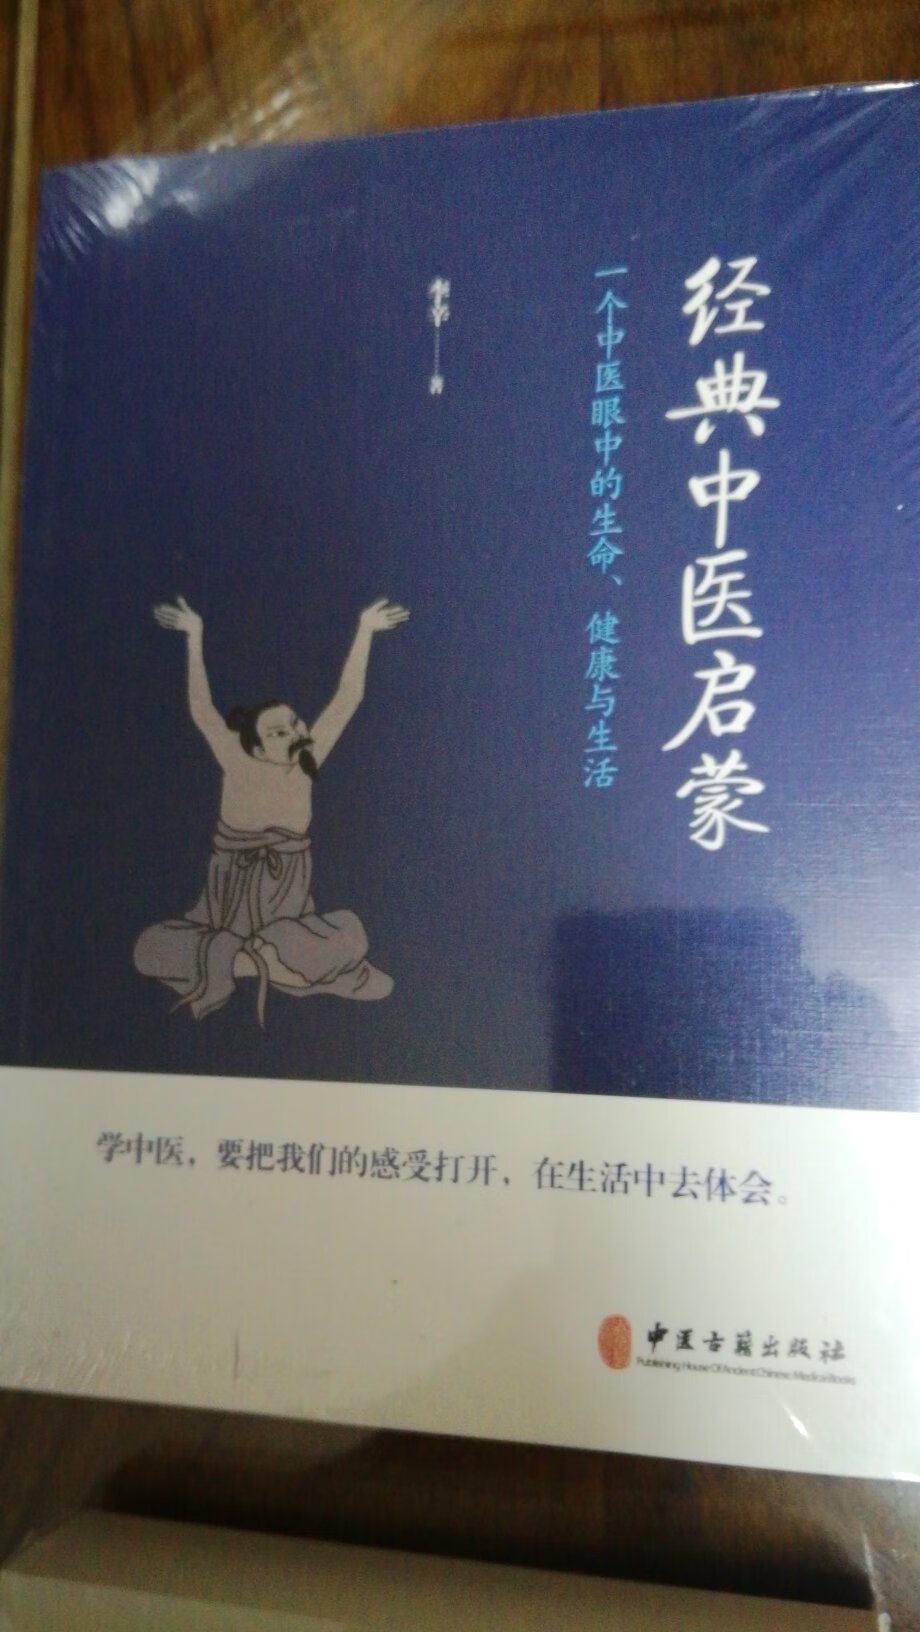 经典中医启蒙
一个中医眼中的生命、健康与生活
李辛 著
学中医，要把我们的感受打开，在生活中去体会。
中医古籍出版社
Publishing House Of Ancient Chinese Medical Books